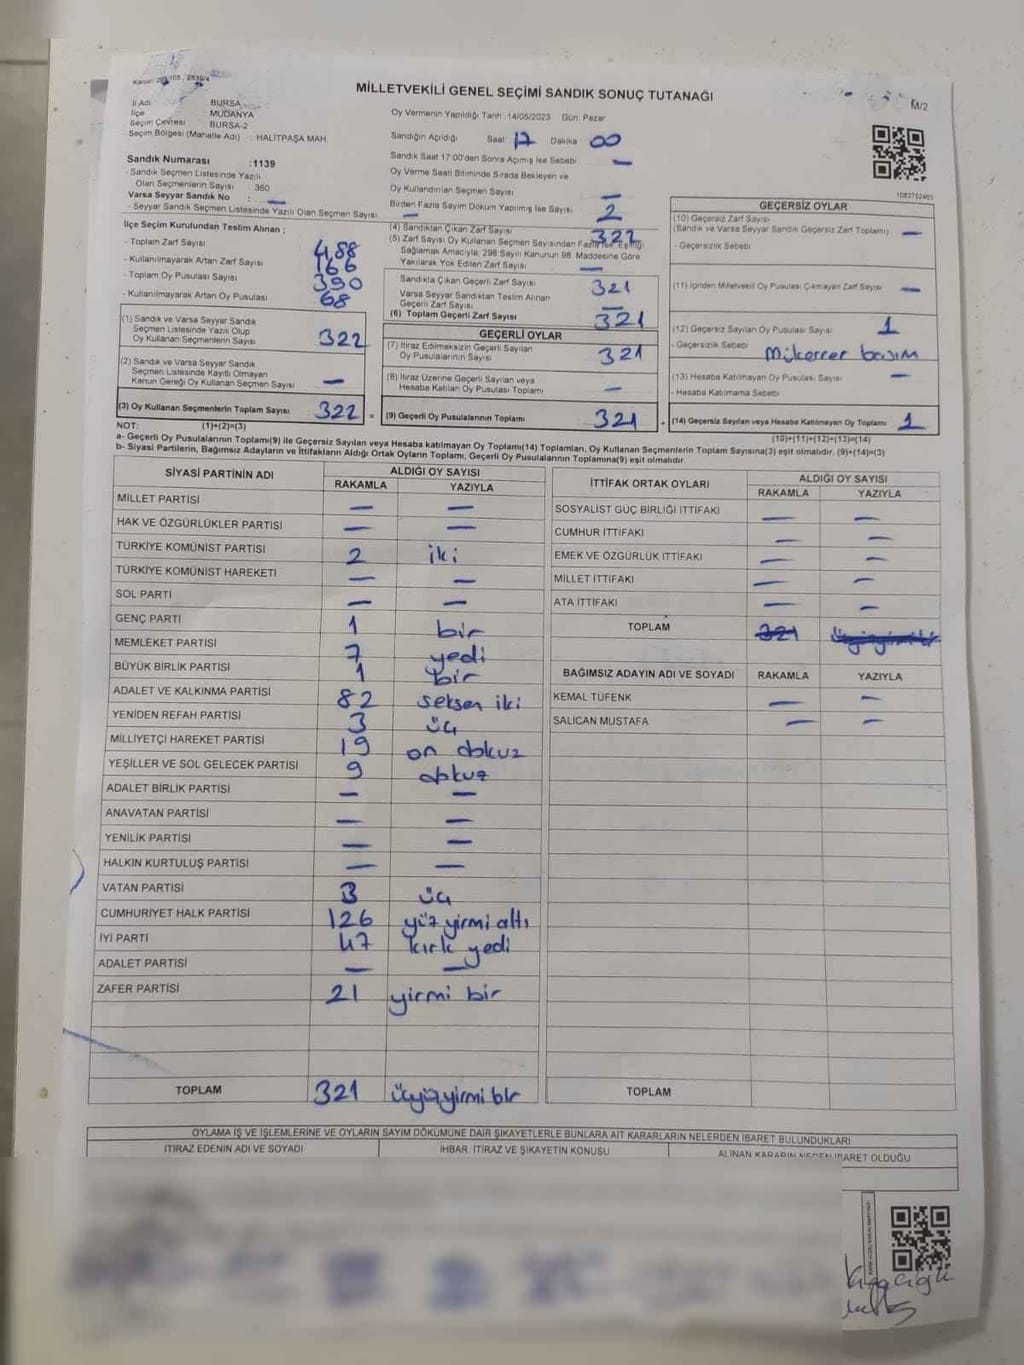 MİLLETVEKİLİ GENEL SEÇİMİ SANDIK SONUÇ TUTANAĞI
M/2
İl Adı BURSA
İlçe MUDANYA
Seçim Çevresi BURSA-2
Seçim Bölgesi (Mahalle Adı) : HALİTPAŞA MAH
Oy Vermenin Yapıldığı Tarih : 14/05/2023 Gün: Pazar
Sandığın Açıldığı Saat 17 Dakika 00
Sandık Saat 17:00'den Sonra Açılmış İse Sebebi —
Oy Verme Saati Bitiminde Sırada Bekleyen ve
Oy Kullandırılan Seçmen Sayısı —
Birden Fazla Sayım Döküm Yapılmış İse Sayısı 2
Sandık Numarası :1139
- Sandık Seçmen Listesinde Yazılı
Olan Seçmenlerin Sayısı : 360
Varsa Seyyar Sandık No : —
- Seyyar Sandık Seçmen Listesinde Yazılı Olan Seçmen Sayısı —
İlçe Seçim Kurulundan Teslim Alınan ;
- Toplam Zarf Sayısı 488
- Kullanılmayarak Artan Zarf Sayısı 166
- Toplam Oy Pusulası Sayısı 390
- Kullanılmayarak Artan Oy Pusulası 68
(1) Sandık ve Varsa Seyyar Sandık
Seçmen Listesinde Yazılı Olup
Oy Kullanan Seçmenlerin Sayısı 322
(2) Sandık ve Varsa Seyyar Sandık
Seçmen Listesinde Kayıtlı Olmayan
Kanun Gereği Oy Kullanan Seçmen Sayısı —
(3) Oy Kullanan Seçmenlerin Toplam Sayısı 322
(4) Sandıktan Çıkan Zarf Sayısı 322
(5) Zarf Sayısı Oy Kullanan Seçmen Sayısından Fazla İse, Eşitliği
Sağlamak Amacıyla, 298 Sayılı Kanunun 98. Maddesine Göre
Yakılarak Yok Edilen Zarf Sayısı —
Sandıkta Çıkan Geçerli Zarf Sayısı 321
Varsa Seyyar Sandıktan Teslim Alınan
Geçerli Zarf Sayısı —
(6) Toplam Geçerli Zarf Sayısı 321
GEÇERLİ OYLAR
(7) İtiraz Edilmeksizin Geçerli Sayılan
Oy Pusulalarının Sayısı 321
(8) İtiraz Üzerine Geçerli Sayılan veya
Hesaba Katılan Oy Pusulası Toplamı —
= (9) Geçerli Oy Pusulalarının Toplamı 321
1083752465
GEÇERSİZ OYLAR
(10) Geçersiz Zarf Sayısı
(Sandık ve Varsa Seyyar Sandık Geçersiz Zarf Toplamı) —
- Geçersizlik Sebebi
(11) İçinden Milletvekili Oy Pusulası Çıkmayan Zarf Sayısı —
(12) Geçersiz Sayılan Oy Pusulası Sayısı 1
- Geçersizlik Sebebi Mükerrer basım
(13) Hesaba Katılmayan Oy Pusulası Sayısı —
- Hesaba Katılmama Sebebi
+ (14) Geçersiz Sayılan veya Hesaba Katılmayan Oy Toplamı 1
NOT: (1)+(2)=(3)
(10)+(11)+(12)+(13)=(14)
a- Geçerli Oy Pusulalarının Toplamı(9) ile Geçersiz Sayılan veya Hesaba katılmayan Oy Toplamı(14) Toplamları, Oy Kullanan Seçmenlerin Toplam Sayısına(3) eşit olmalıdır. (9)+(14)=(3)
b- Siyasi Partilerin, Bağımsız Adayların ve İttifakların Aldığı Ortak Oyların Toplamı, Geçerli Oy Pusulalarının Toplamına(9) eşit olmalıdır.
SİYASİ PARTİNİN ADI ALDIĞI OY SAYISI
RAKAMLA YAZIYLA
MİLLET PARTİSİ — —
HAK VE ÖZGÜRLÜKLER PARTİSİ — —
TÜRKİYE KOMÜNİST PARTİSİ 2 iki
TÜRKİYE KOMÜNİST HAREKETİ — —
SOL PARTİ — —
GENÇ PARTİ 1 bir
MEMLEKET PARTİSİ 7 yedi
BÜYÜK BİRLİK PARTİSİ 1 bir
ADALET VE KALKINMA PARTİSİ 82 seksen iki
YENİDEN REFAH PARTİSİ 3 üç
MİLLİYETÇİ HAREKET PARTİSİ 19 on dokuz
YEŞİLLER VE SOL GELECEK PARTİSİ 9 dokuz
ADALET BİRLİK PARTİSİ — —
ANAVATAN PARTİSİ — —
YENİLİK PARTİSİ — —
HALKIN KURTULUŞ PARTİSİ — —
VATAN PARTİSİ 3 üç
CUMHURİYET HALK PARTİSİ 126 yüz yirmi altı
İYİ PARTİ 47 kırk yedi
ADALET PARTİSİ — —
ZAFER PARTİSİ 21 yirmi bir
TOPLAM 321 üçyüzyirmi bir
İTTİFAK ORTAK OYLARI ALDIĞI OY SAYISI
RAKAMLA YAZIYLA
SOSYALİST GÜÇ BİRLİĞİ İTTİFAKI — —
CUMHUR İTTİFAKI — —
EMEK VE ÖZGÜRLÜK İTTİFAKI — —
MİLLET İTTİFAKI — —
ATA İTTİFAKI — —
TOPLAM 321
BAĞIMSIZ ADAYIN ADI VE SOYADI RAKAMLA YAZIYLA
KEMAL TÜFENK — —
SALİCAN MUSTAFA — —
TOPLAM
OYLAMA İŞ VE İŞLEMLERİNE VE OYLARIN SAYIM DÖKÜMÜNE DAİR ŞİKAYETLERLE BUNLARA AİT KARARLARIN NELERDEN İBARET BULUNDUKLARI
İTİRAZ EDENİN ADI VE SOYADI İHBAR, İTİRAZ VE ŞİKAYETİN KONUSU ALINAN KARARIN NEDEN İBARET OLDUĞU